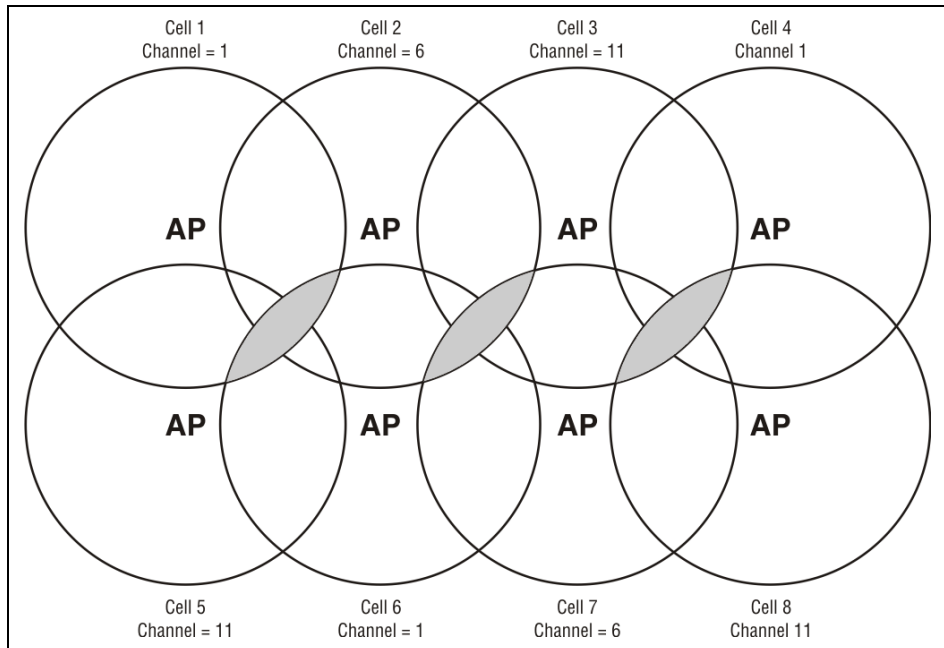 Cell 1
Channel = 1
Cell 2
Channel = 6
Cell 3
Channel = 11
Cell 4
Channel 1
AP
AP
AP
AP
AP
AP
AP
AP
Cell 5
Channel = 11
Cell 6
Channel = 1
Cell 7
Channel = 6
Cell 8
Channel 11